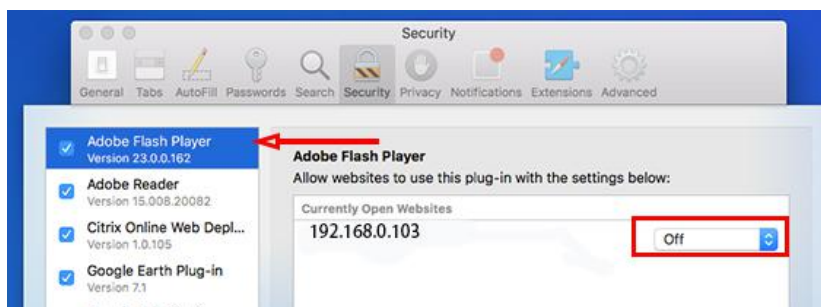 Security
General Tabs AutoFill Passwords Search Security Privacy Notifications Extensions Advanced
Adobe Flash Player
Version 23.0.0.162
Adobe Reader
Version 15.008.20082
Citrix Online Web Depl...
Version 1.0.105
Google Earth Plug-in
Version 7.1
Adobe Flash Player
Allow websites to use this plug-in with the settings below:
Currently Open Websites
192.168.0.103
Off